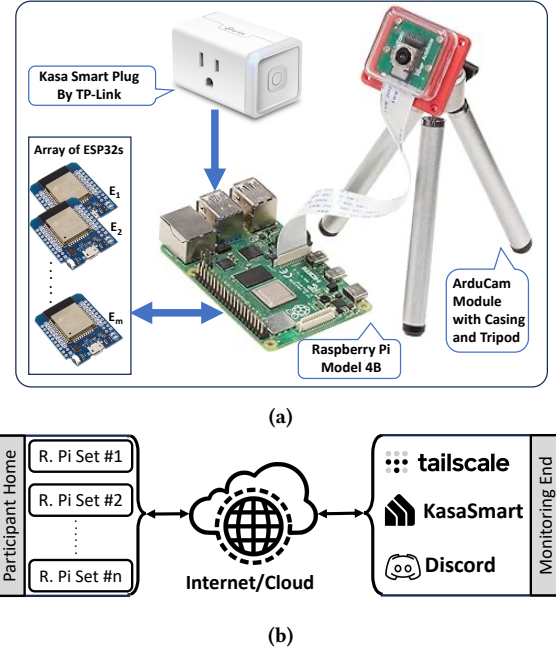 Kasa Smart Plug
By TP-Link
Array of ESP32s
E1
E2
Em
ArduCam
Module
with Casing
and Tripod
Raspberry Pi
Model 4B
(a)
Participant Home
R. Pi Set #1
R. Pi Set #2
R. Pi Set #n
Internet/Cloud
tailscale
KasaSmart
Discord
Monitoring End
(b)